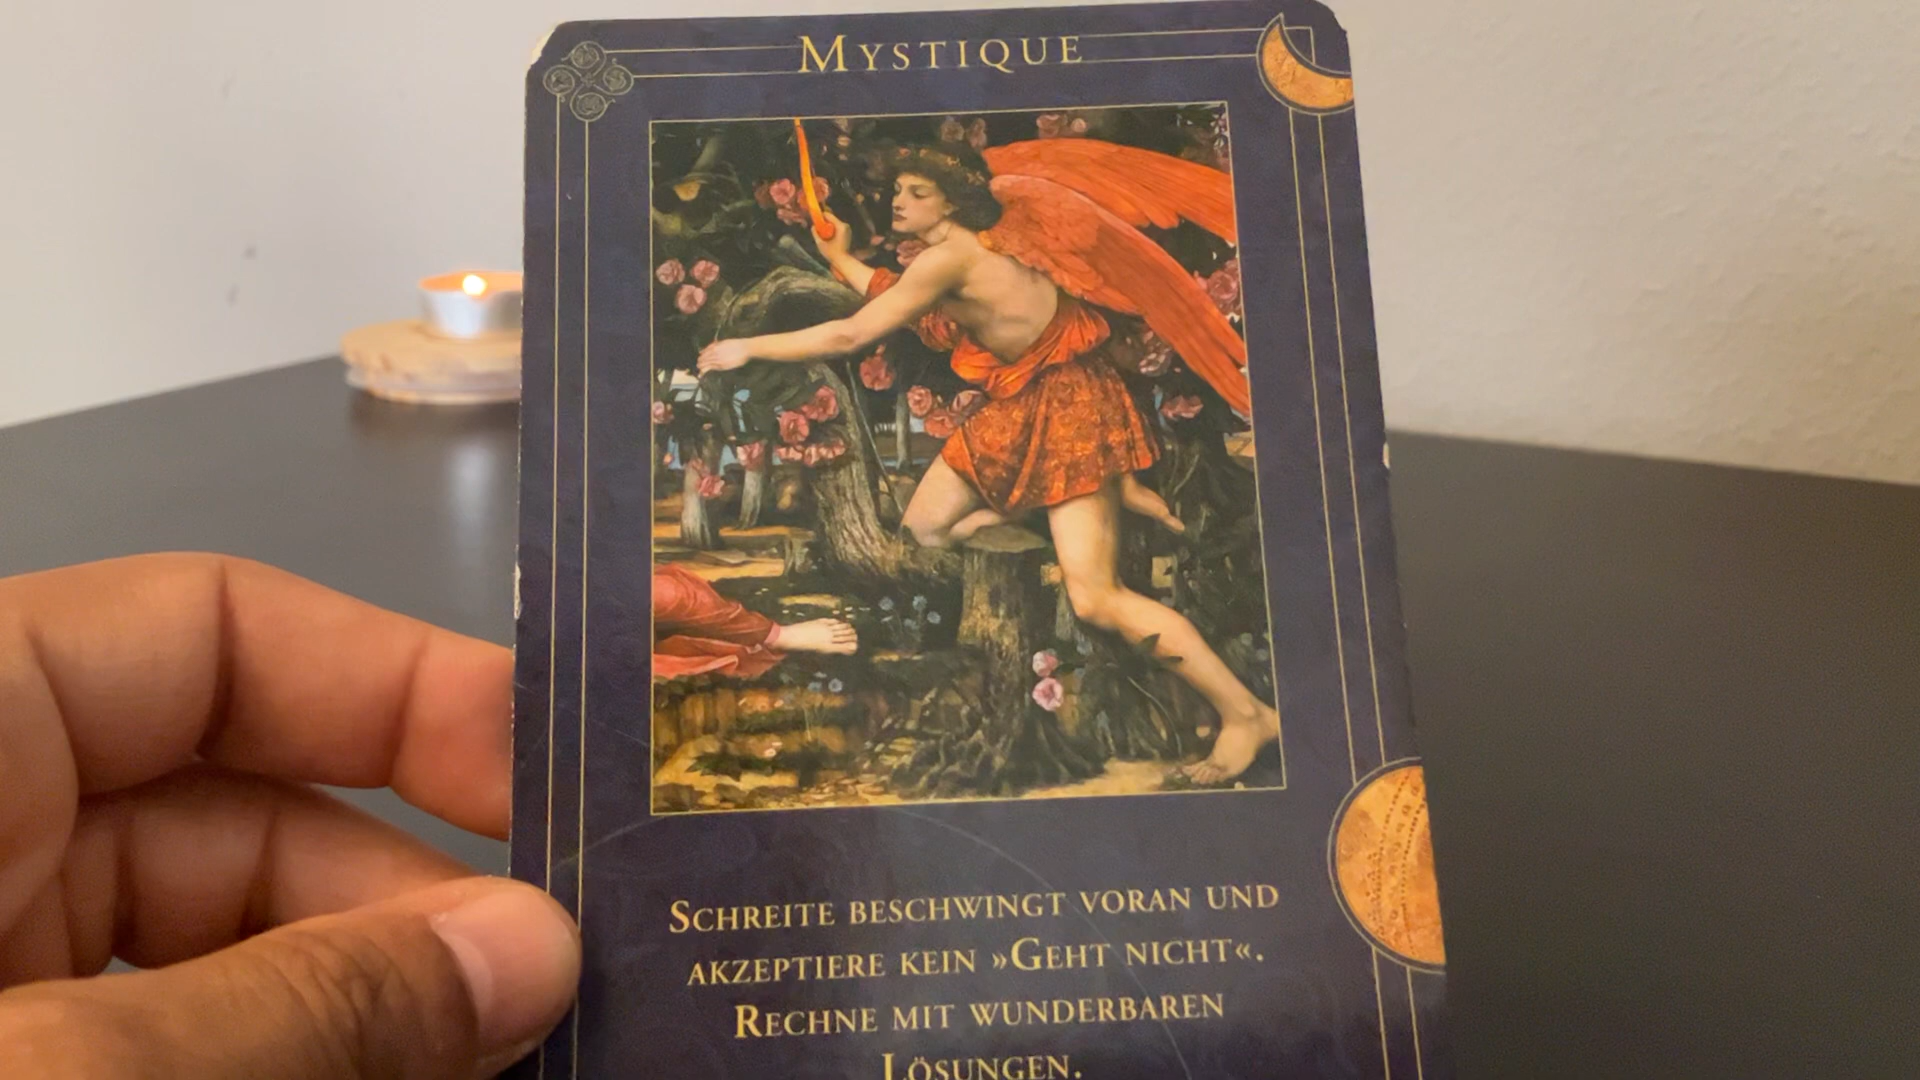 MYSTIQUE
SCHREITE BESCHWINGT VORAN UND
AKZEPTIERE KEIN »GEHT NICHT«.
RECHNE MIT WUNDERBAREN
LÖSUNGEN.